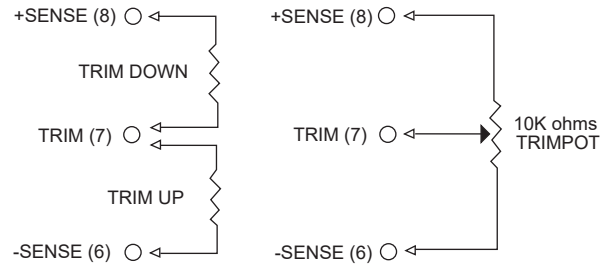 +SENSE (8)
TRIM DOWN
TRIM (7)
TRIM UP
-SENSE (6)
+SENSE (8)
TRIM (7)
10K ohms
TRIMPOT
-SENSE (6)